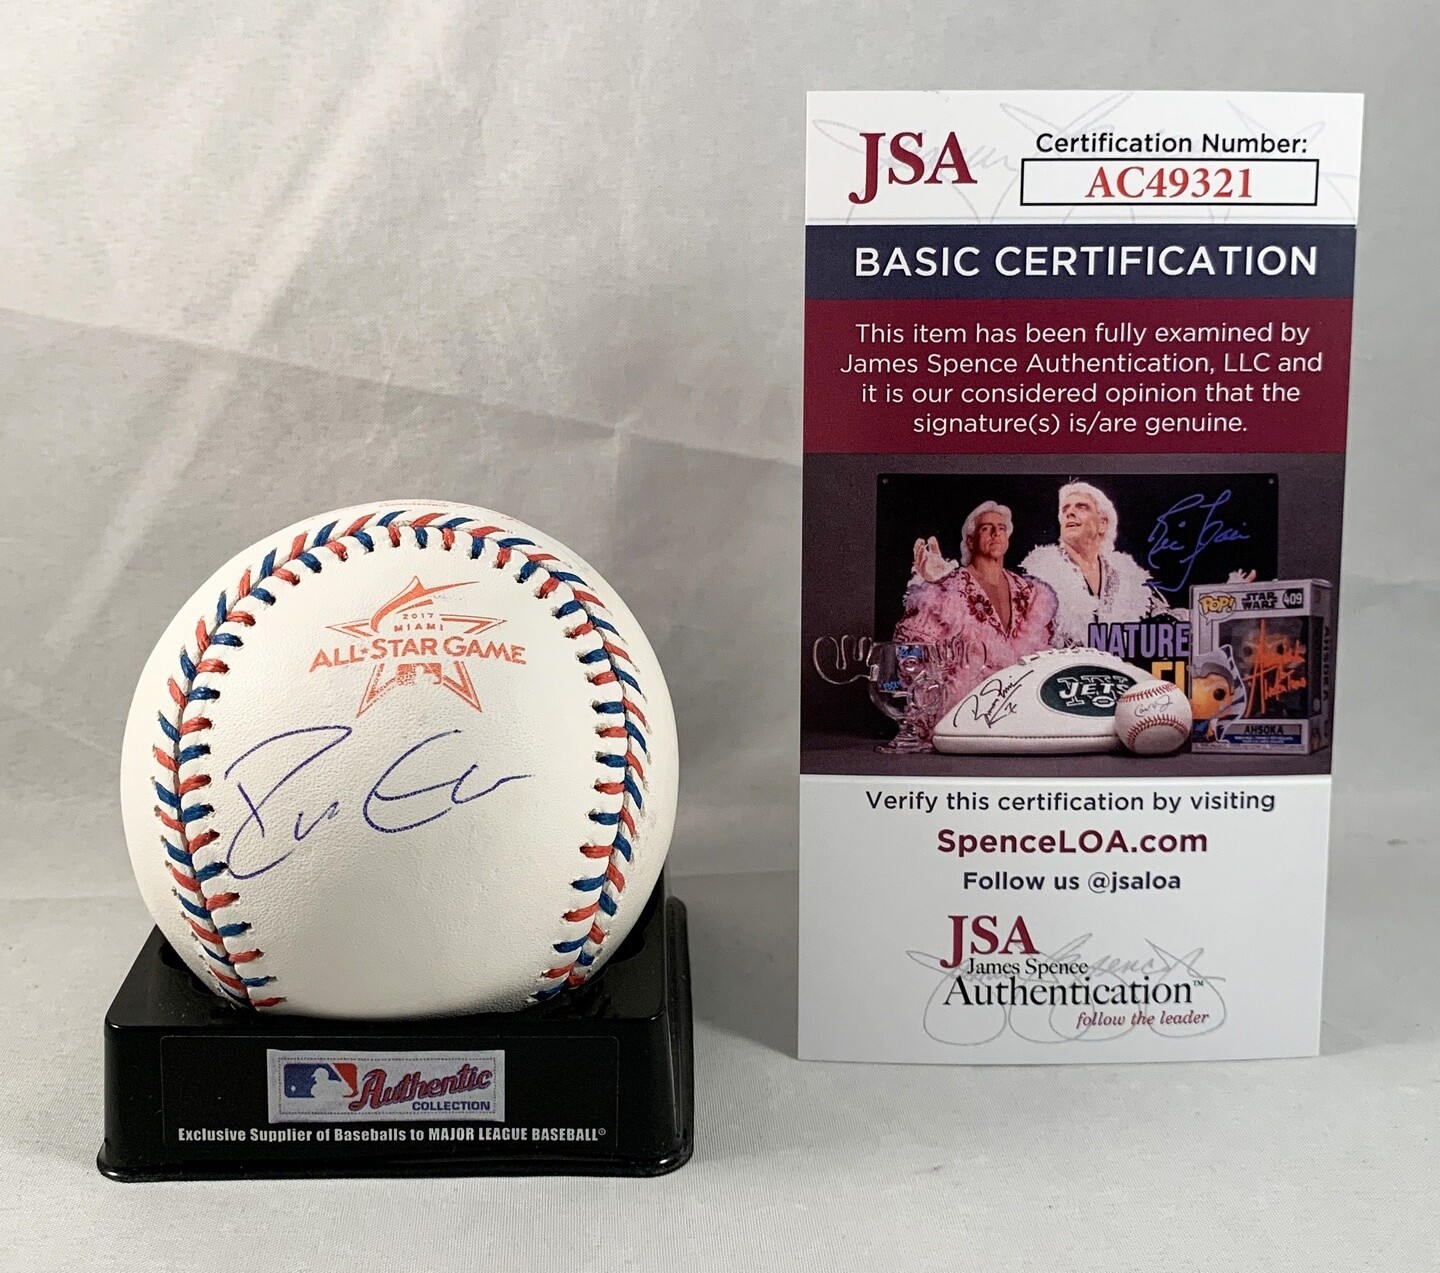 2017
MIAMI
ALL★STAR GAME
Authentic
COLLECTION
Exclusive Supplier of Baseballs to MAJOR LEAGUE BASEBALL®
JSA
Certification Number:
AC49321
BASIC CERTIFICATION
This item has been fully examined by
James Spence Authentication, LLC and
it is our considered opinion that the
signature(s) is/are genuine.
NATURE
POP!
STAR
WARS
409
JETS
AHSOKA
AHSOKA
Verify this certification by visiting
SpenceLOA.com
Follow us @jsaloa
JSA
James Spence
Authentication™
follow the leader